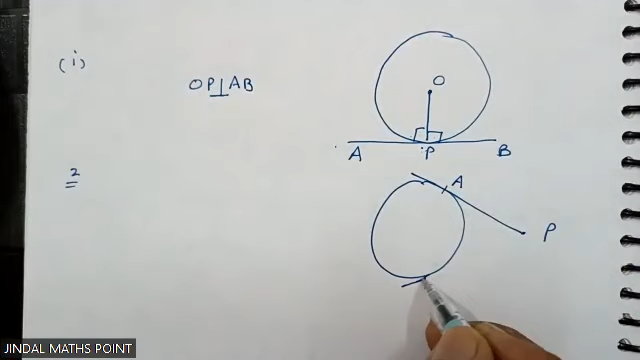 (i)
OP⊥AB
O
A P B
2
A
P
JINDAL MATHS POINT